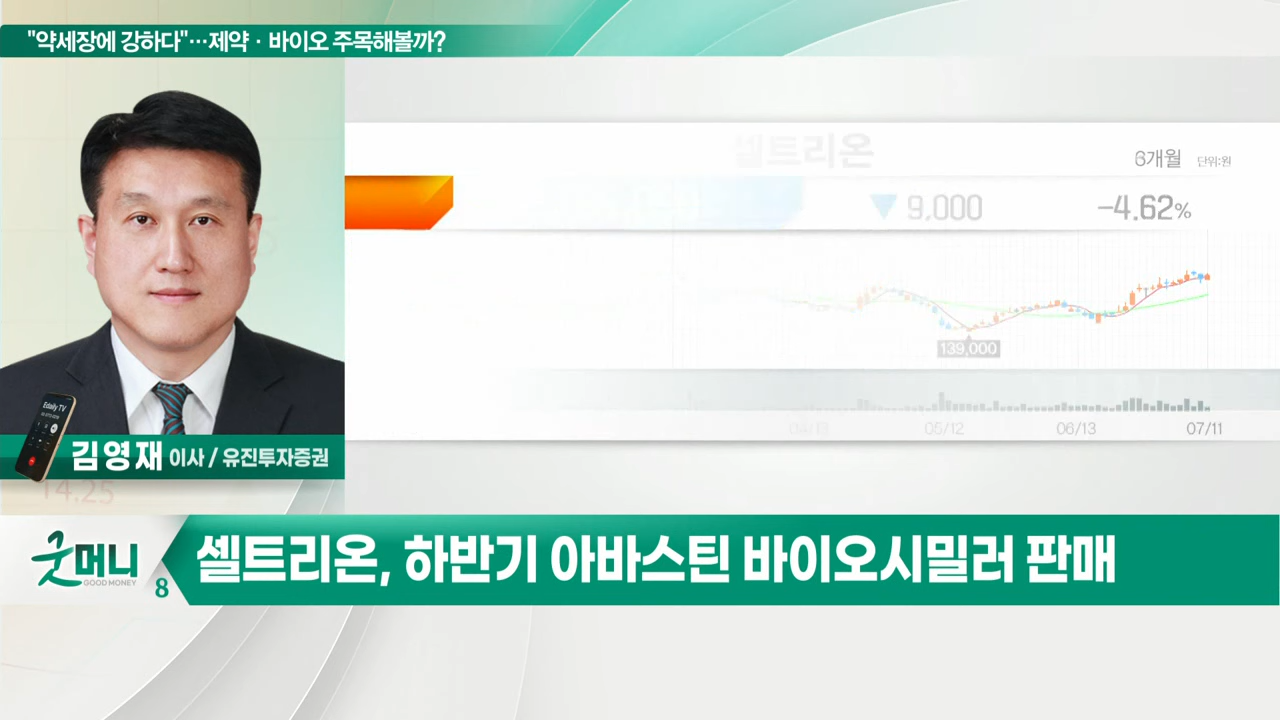 "약세장에 강하다"…제약·바이오 주목해볼까?
셀트리온
6개월 단위:원
▼ 9,000 -4.62%
139,000
04/13 05/12 06/13 07/11
Edaily TV
김영재 이사 / 유진투자증권
14.25
굿머니
GOOD MONEY
8
셀트리온, 하반기 아바스틴 바이오시밀러 판매